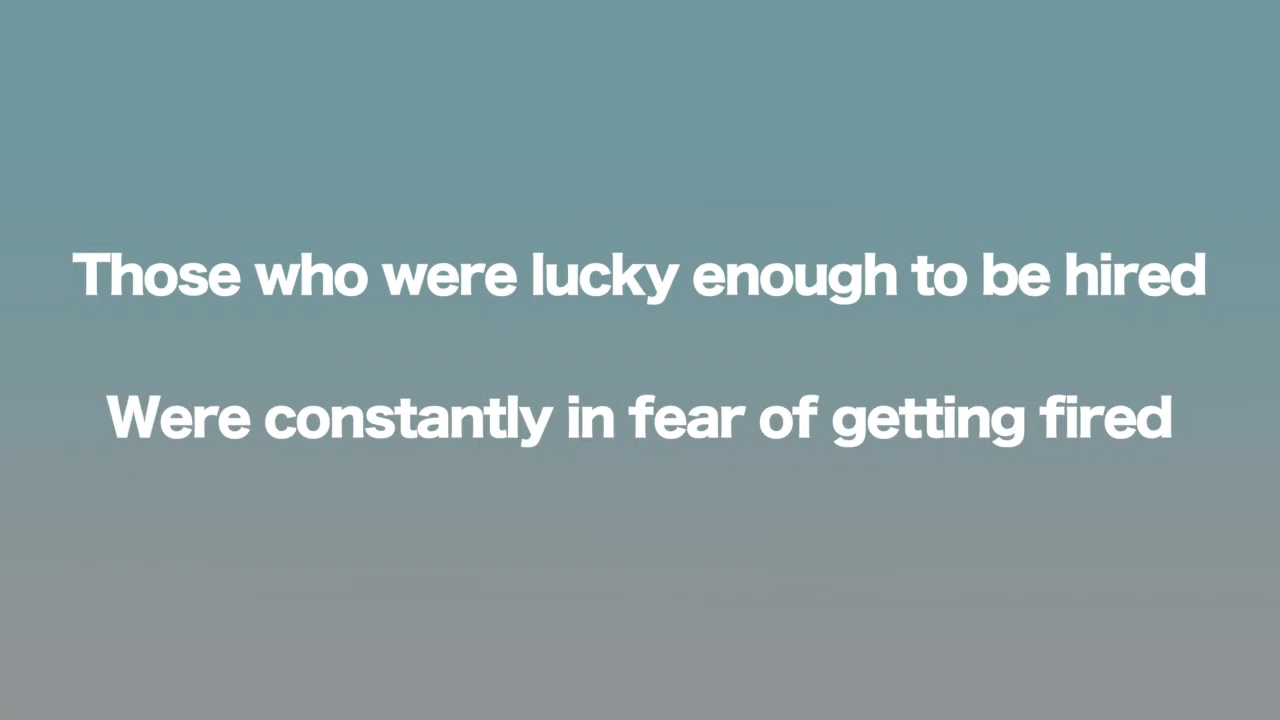 Those who were lucky enough to be hired
Were constantly in fear of getting fired